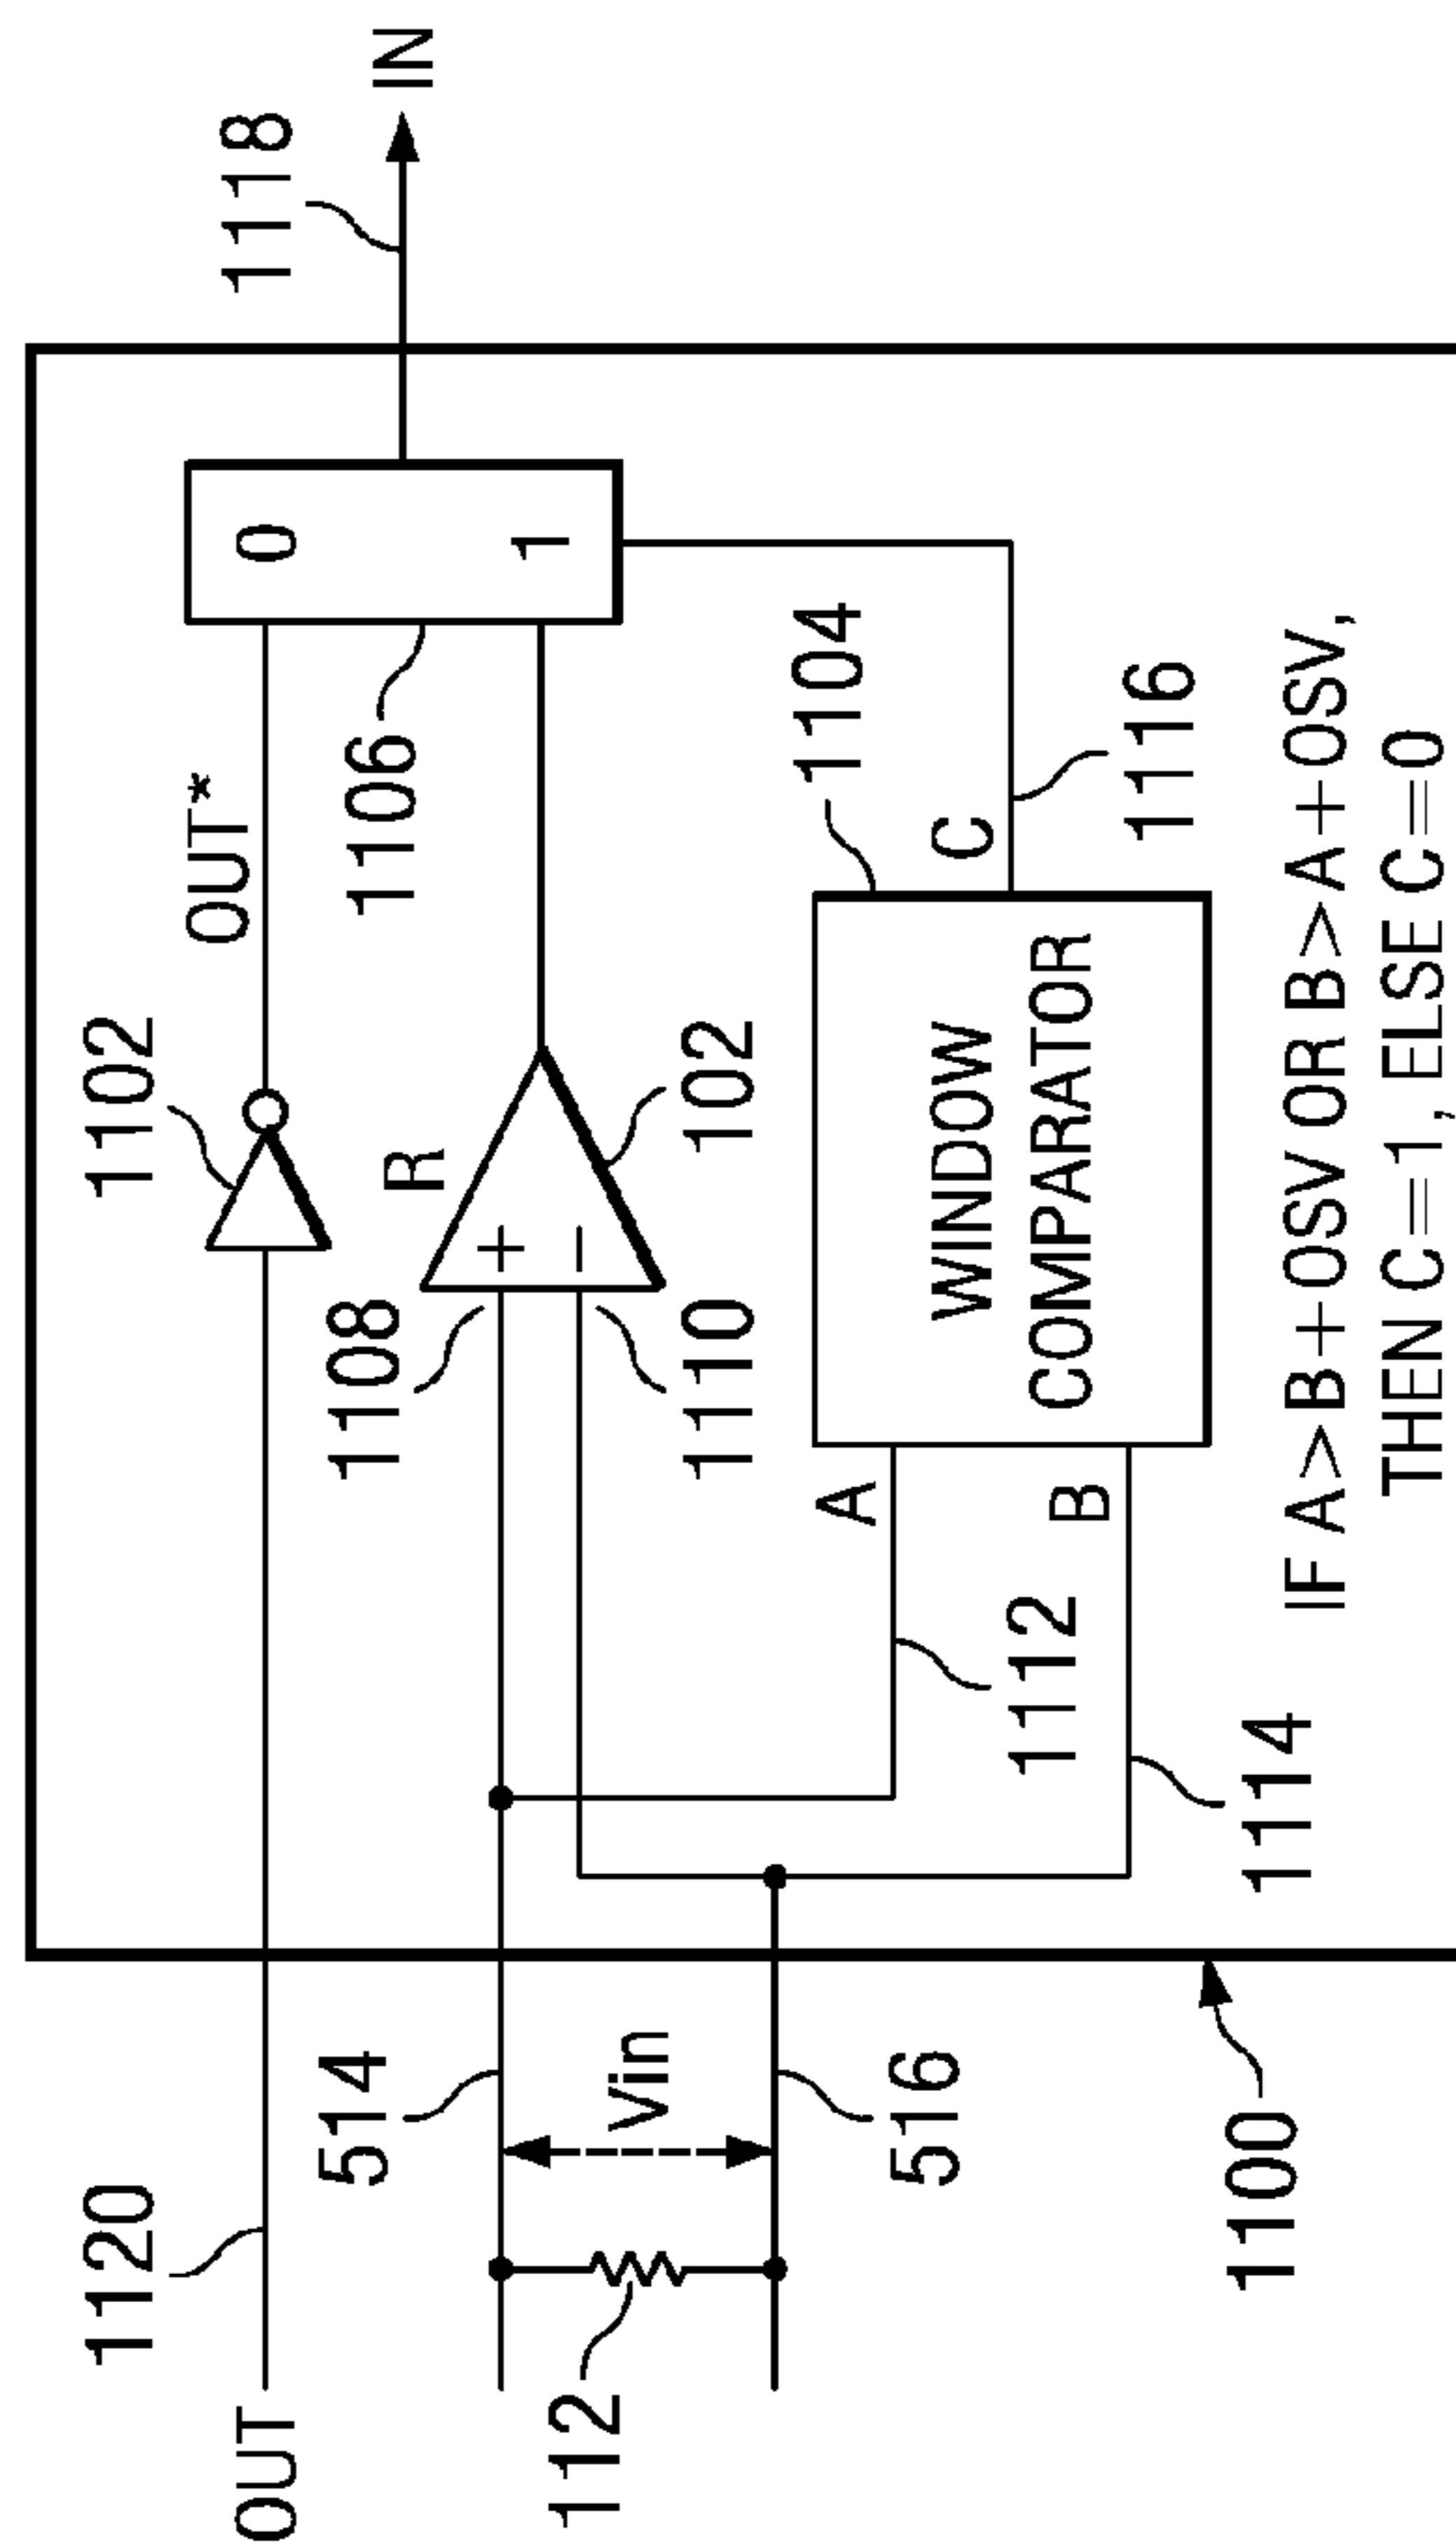 1120
1102
OUT
OUT*
1118
IN
514
1108
R
1106
0
1
112
Vin
516
1110
102
A
1112
B
1114
WINDOW
COMPARATOR
1104
C
1116
1100
IF A>B+OSV OR B>A+OSV,
THEN C=1, ELSE C=0